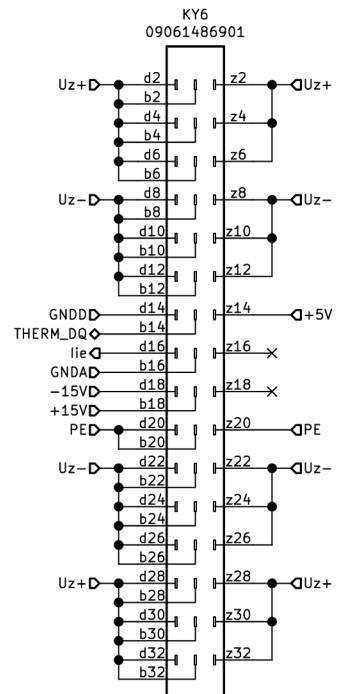 KY6
09061486901
Uz+ d2 z2 Uz+
b2
d4 z4
b4
d6 z6
b6
Uz- d8 z8 Uz-
b8
d10 z10
b10
d12 z12
b12
GNDD d14 z14 +5V
THERM_DQ b14
Iie d16 z16
GNDA b16
-15V d18 z18
+15V b18
PE d20 z20 PE
b20
Uz- d22 z22 Uz-
b22
d24 z24
b24
d26 z26
b26
Uz+ d28 z28 Uz+
b28
d30 z30
b30
d32 z32
b32